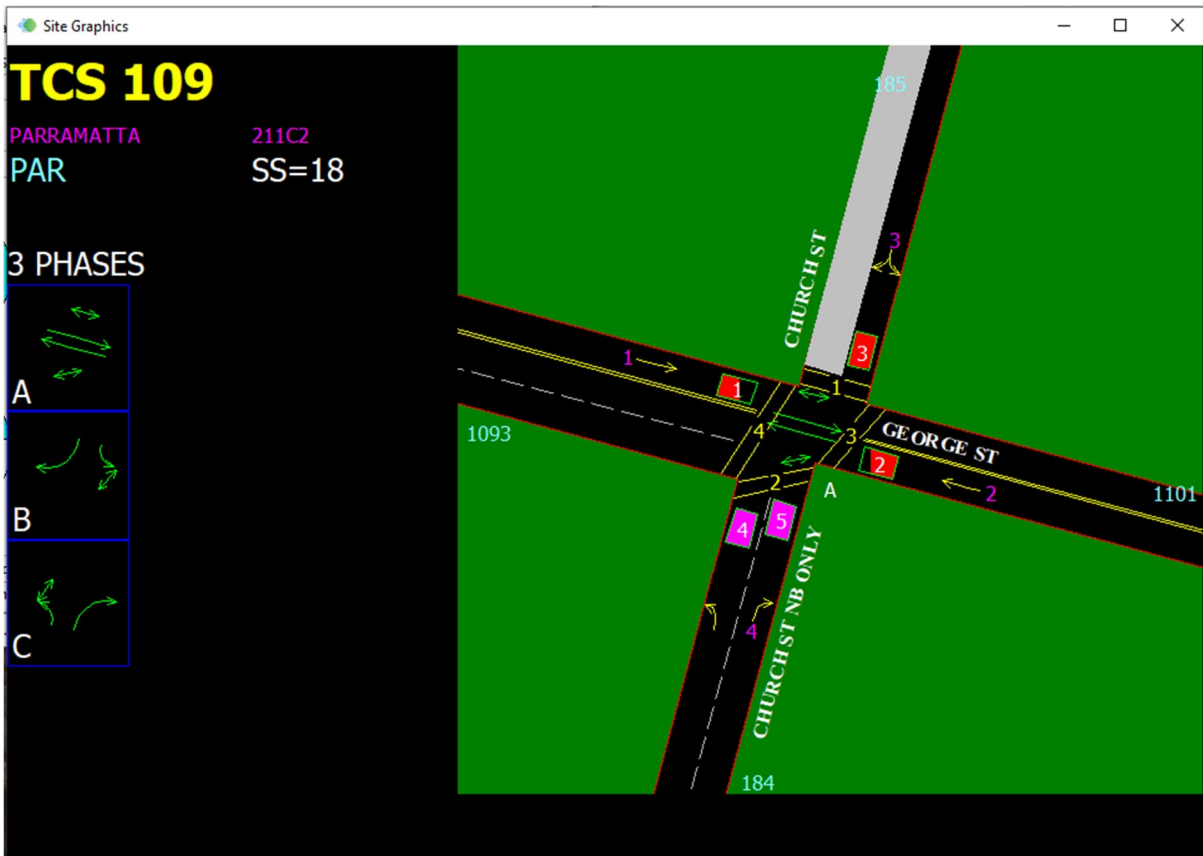 Site Graphics
TCS 109
PARRAMATTA 211C2
PAR SS=18
3 PHASES
A
B
C
185
CHURCH ST
3
3
1
1
1
4
3
GEORGE ST
1093
2
2
2
1101
A
4
5
CHURCH ST NB ONLY
4
184